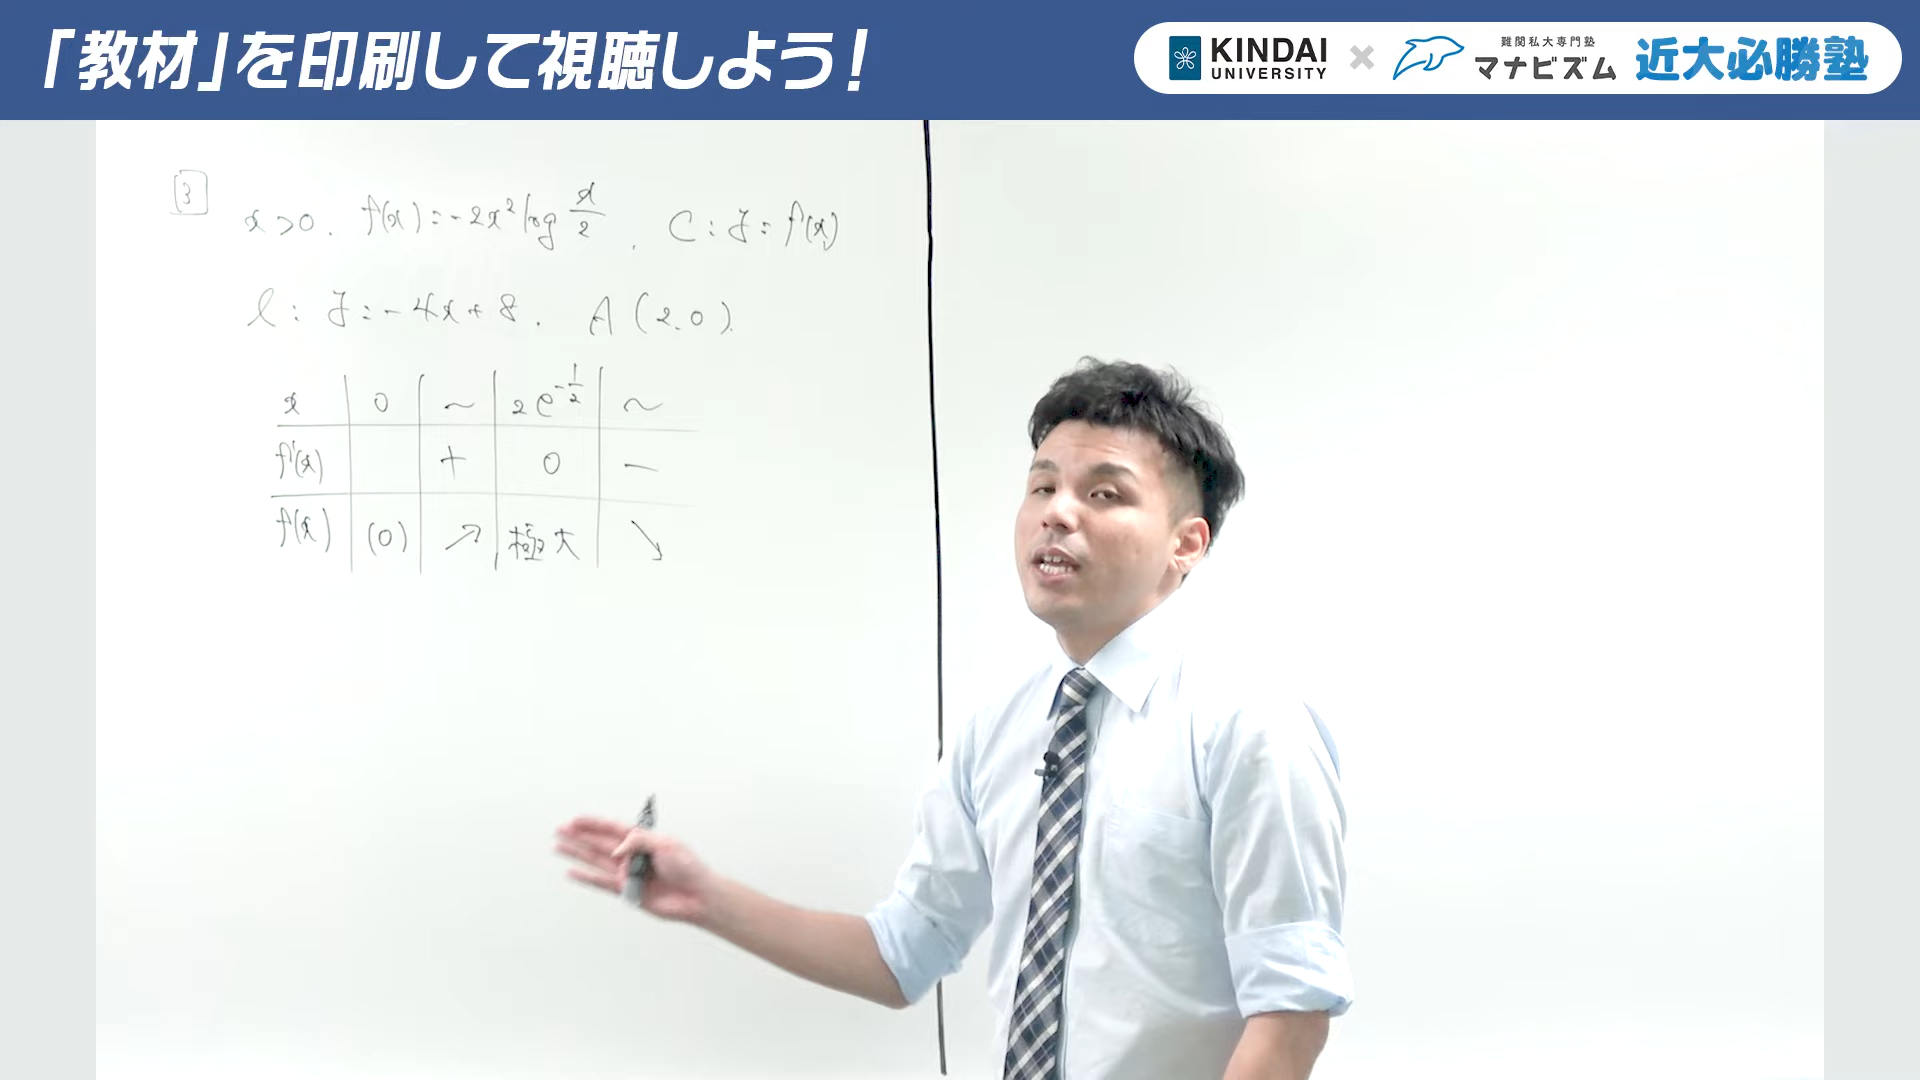 「教材」を印刷して視聴しよう!
KINDAI UNIVERSITY × 難関私大専門塾 マナビズム 近大必勝塾
3
x>0. f(x)=-2x² log x/2 . C: y=f(x)
l: y=-4x+8. A(2.0).
x 0 ~ 2e^{-1/2} ~
f'(x) + 0 -
f(x) (0) ↗ 極大 ↘